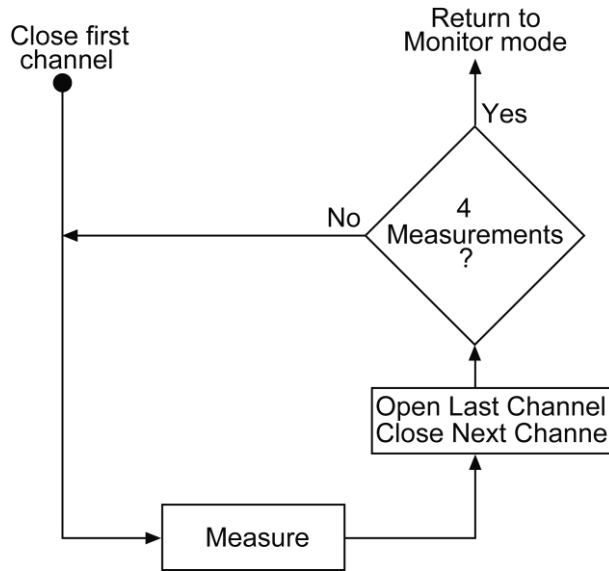 Close first
channel
Return to
Monitor mode
Yes
No
4
Measurements
?
Open Last Channel
Close Next Channe
Measure